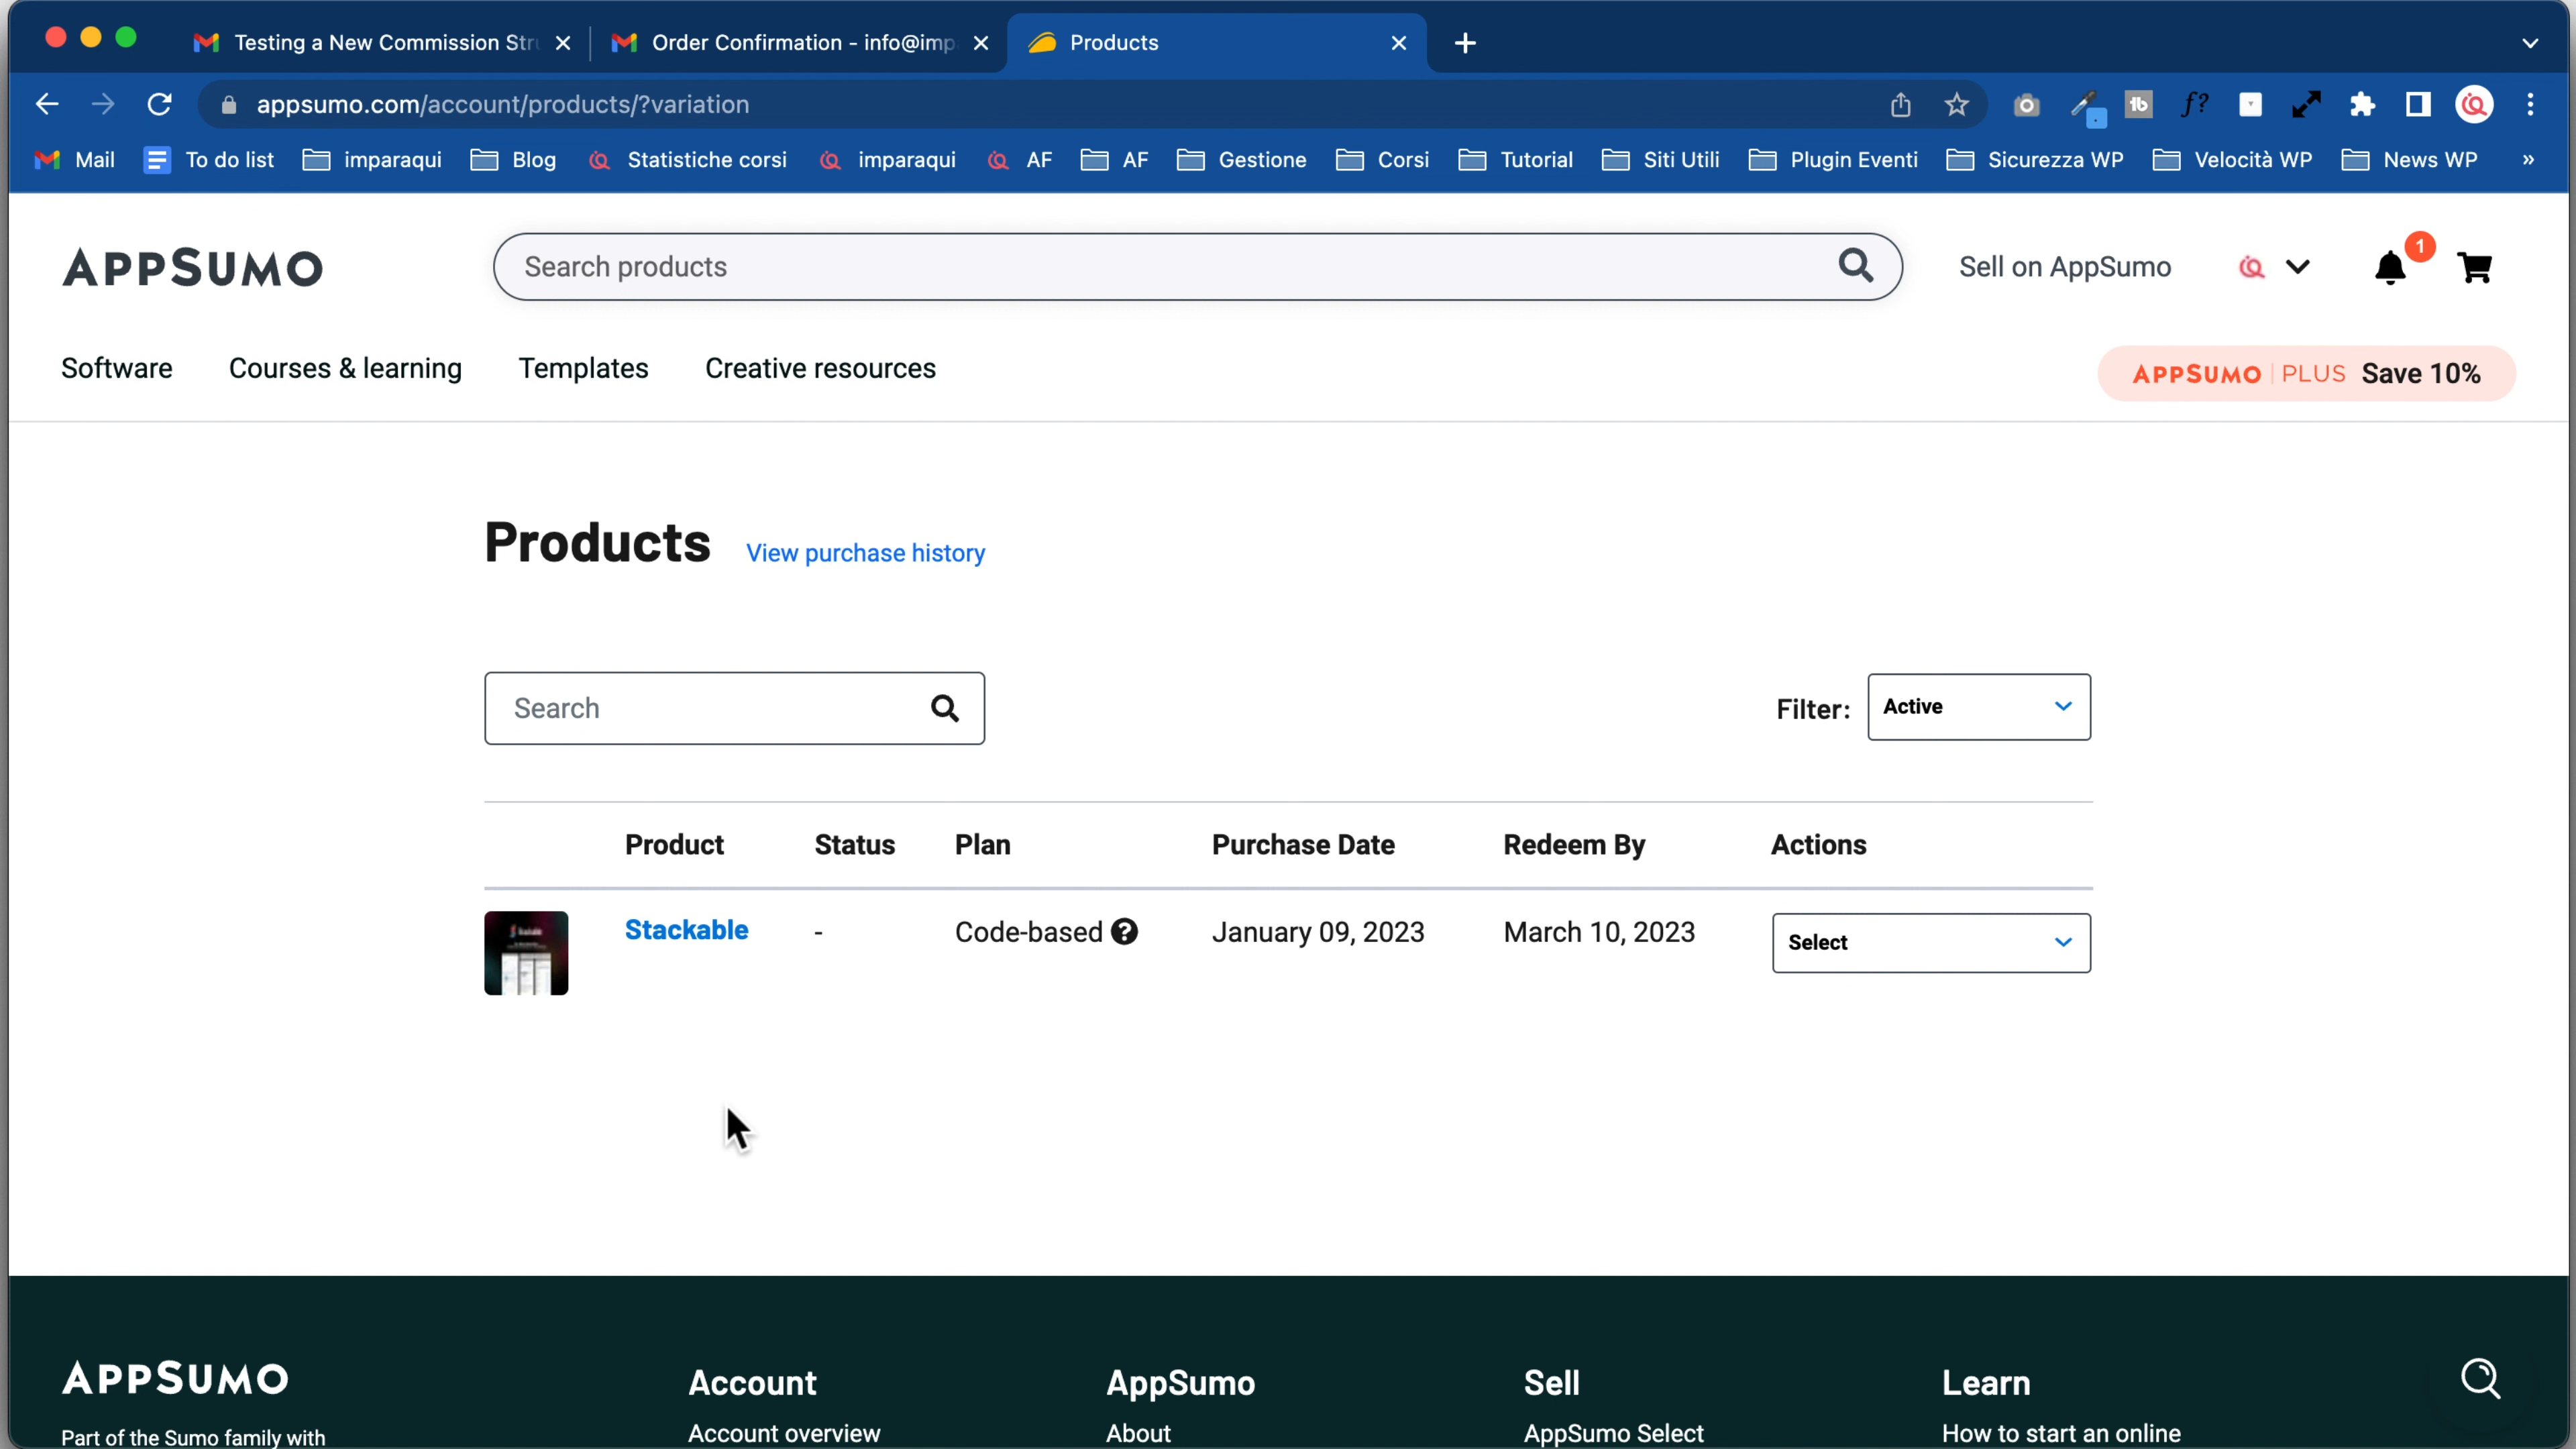 Testing a New Commission Stru
Order Confirmation - info@imp
Products
appsumo.com/account/products/?variation
Mail
To do list
imparaqui
Blog
Statistiche corsi
imparaqui
AF
AF
Gestione
Corsi
Tutorial
Siti Utili
Plugin Eventi
Sicurezza WP
Velocità WP
News WP
»
APPSUMO
Search products
Sell on AppSumo
1
Software
Courses & learning
Templates
Creative resources
APPSUMO | PLUS Save 10%
Products
View purchase history
Search
Filter:
Active
Product Status Plan Purchase Date Redeem By Actions
Stackable - Code-based ? January 09, 2023 March 10, 2023 Select
APPSUMO
Part of the Sumo family with
Account
Account overview
AppSumo
About
Sell
AppSumo Select
Learn
How to start an online